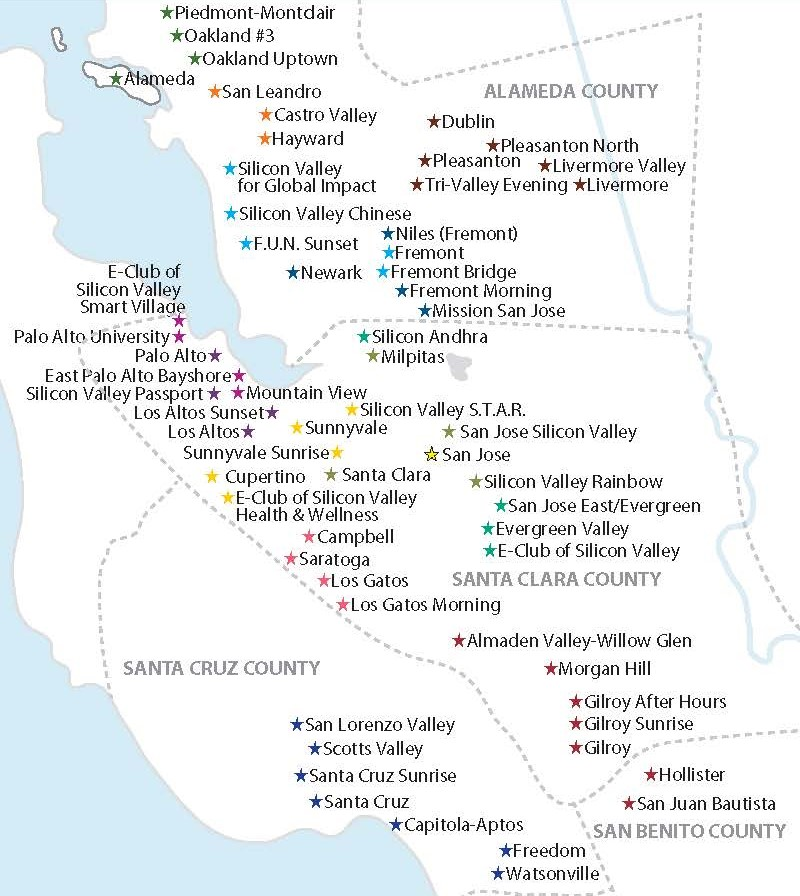 Piedmont-Montclair
Oakland #3
Oakland Uptown
Alameda
San Leandro
ALAMEDA COUNTY
Castro Valley
Dublin
Hayward
Pleasanton North
Pleasanton
Livermore Valley
Silicon Valley
for Global Impact
Tri-Valley Evening
Livermore
Silicon Valley Chinese
Niles (Fremont)
F.U.N. Sunset
Fremont
Newark
Fremont Bridge
E-Club of
Silicon Valley
Smart Village
Fremont Morning
Mission San Jose
Palo Alto University
Silicon Andhra
Palo Alto
Milpitas
East Palo Alto Bayshore
Silicon Valley Passport
Mountain View
Los Altos Sunset
Silicon Valley S.T.A.R.
Los Altos
Sunnyvale
San Jose Silicon Valley
Sunnyvale Sunrise
San Jose
Cupertino
Santa Clara
Silicon Valley Rainbow
E-Club of Silicon Valley
Health & Wellness
San Jose East/Evergreen
Campbell
Evergreen Valley
Saratoga
E-Club of Silicon Valley
Los Gatos
SANTA CLARA COUNTY
Los Gatos Morning
Almaden Valley-Willow Glen
SANTA CRUZ COUNTY
Morgan Hill
Gilroy After Hours
San Lorenzo Valley
Gilroy Sunrise
Scotts Valley
Gilroy
Santa Cruz Sunrise
Hollister
Santa Cruz
San Juan Bautista
Capitola-Aptos
SAN BENITO COUNTY
Freedom
Watsonville